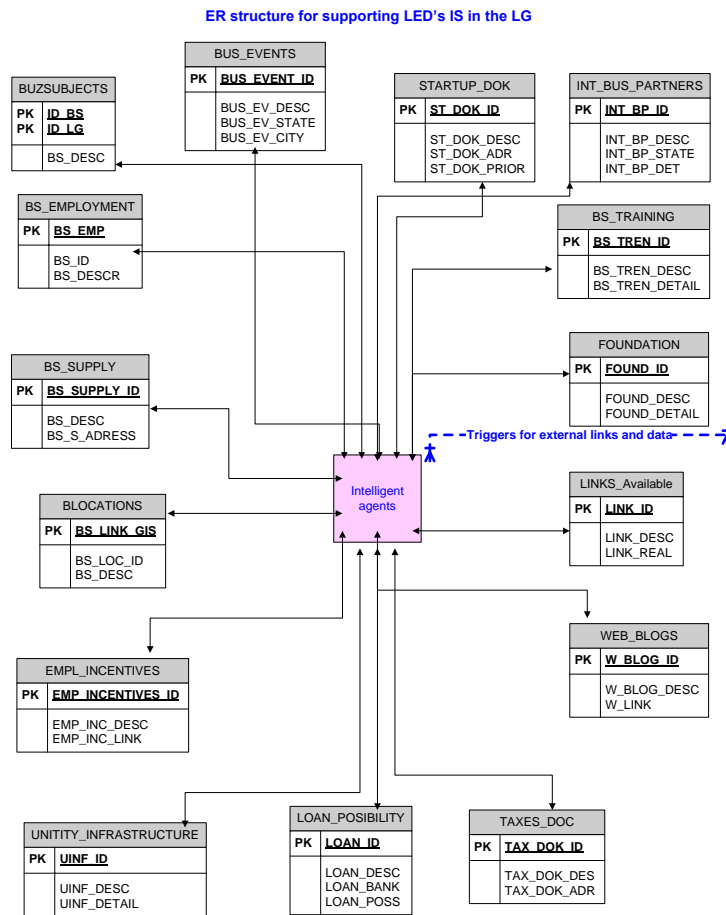 ER structure for supporting LED's IS in the LG
BUS_EVENTS
PK BUS_EVENT_ID
BUS_EV_DESC
BUS_EV_STATE
BUS_EV_CITY
BUZSUBJECTS
PK ID_BS
PK ID_LG
BS_DESC
STARTUP_DOK
PK ST_DOK_ID
ST_DOK_DESC
ST_DOK_ADR
ST_DOK_PRIOR
INT_BUS_PARTNERS
PK INT_BP_ID
INT_BP_DESC
INT_BP_STATE
INT_BP_DET
BS_EMPLOYMENT
PK BS_EMP
BS_ID
BS_DESCR
BS_TRAINING
PK BS_TREN_ID
BS_TREN_DESC
BS_TREN_DETAIL
FOUNDATION
PK FOUND_ID
FOUND_DESC
FOUND_DETAIL
BS_SUPPLY
PK BS_SUPPLY_ID
BS_DESC
BS_S_ADRESS
Triggers for external links and data
Intelligent
agents
LINKS_Available
PK LINK_ID
LINK_DESC
LINK_REAL
BLOCATIONS
PK BS_LINK_GIS
BS_LOC_ID
BS_DESC
WEB_BLOGS
PK W_BLOG_ID
W_BLOG_DESC
W_LINK
EMPL_INCENTIVES
PK EMP_INCENTIVES_ID
EMP_INC_DESC
EMP_INC_LINK
UNITITY_INFRASTRUCTURE
PK UINF_ID
UINF_DESC
UINF_DETAIL
LOAN_POSIBILITY
PK LOAN_ID
LOAN_DESC
LOAN_BANK
LOAN_POSS
TAXES_DOC
PK TAX_DOK_ID
TAX_DOK_DES
TAX_DOK_ADR